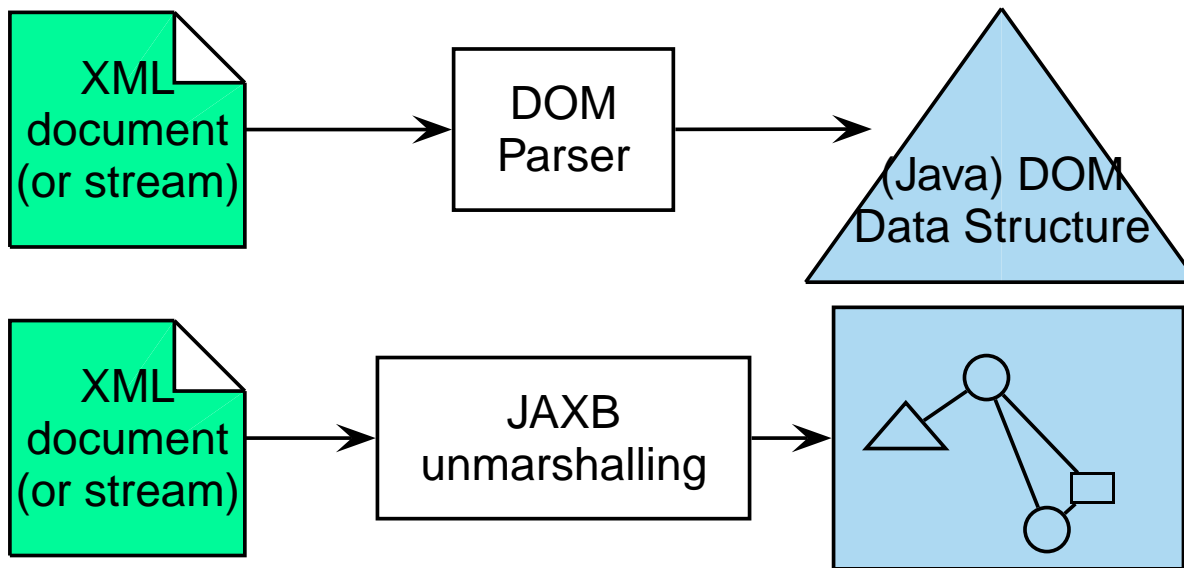 XML
document
(or stream)
DOM
Parser
(Java) DOM
Data Structure
XML
document
(or stream)
JAXB
unmarshalling